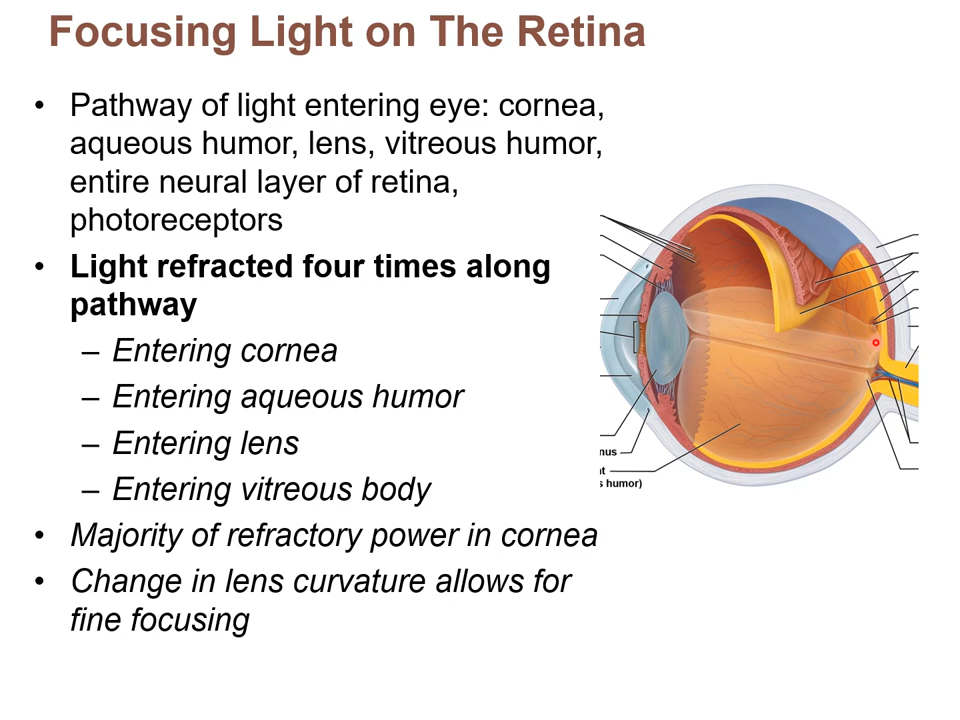 Focusing Light on The Retina
• Pathway of light entering eye: cornea,
aqueous humor, lens, vitreous humor,
entire neural layer of retina,
photoreceptors
• Light refracted four times along
pathway
– Entering cornea
– Entering aqueous humor
– Entering lens
– Entering vitreous body
• Majority of refractory power in cornea
• Change in lens curvature allows for
fine focusing
humor)